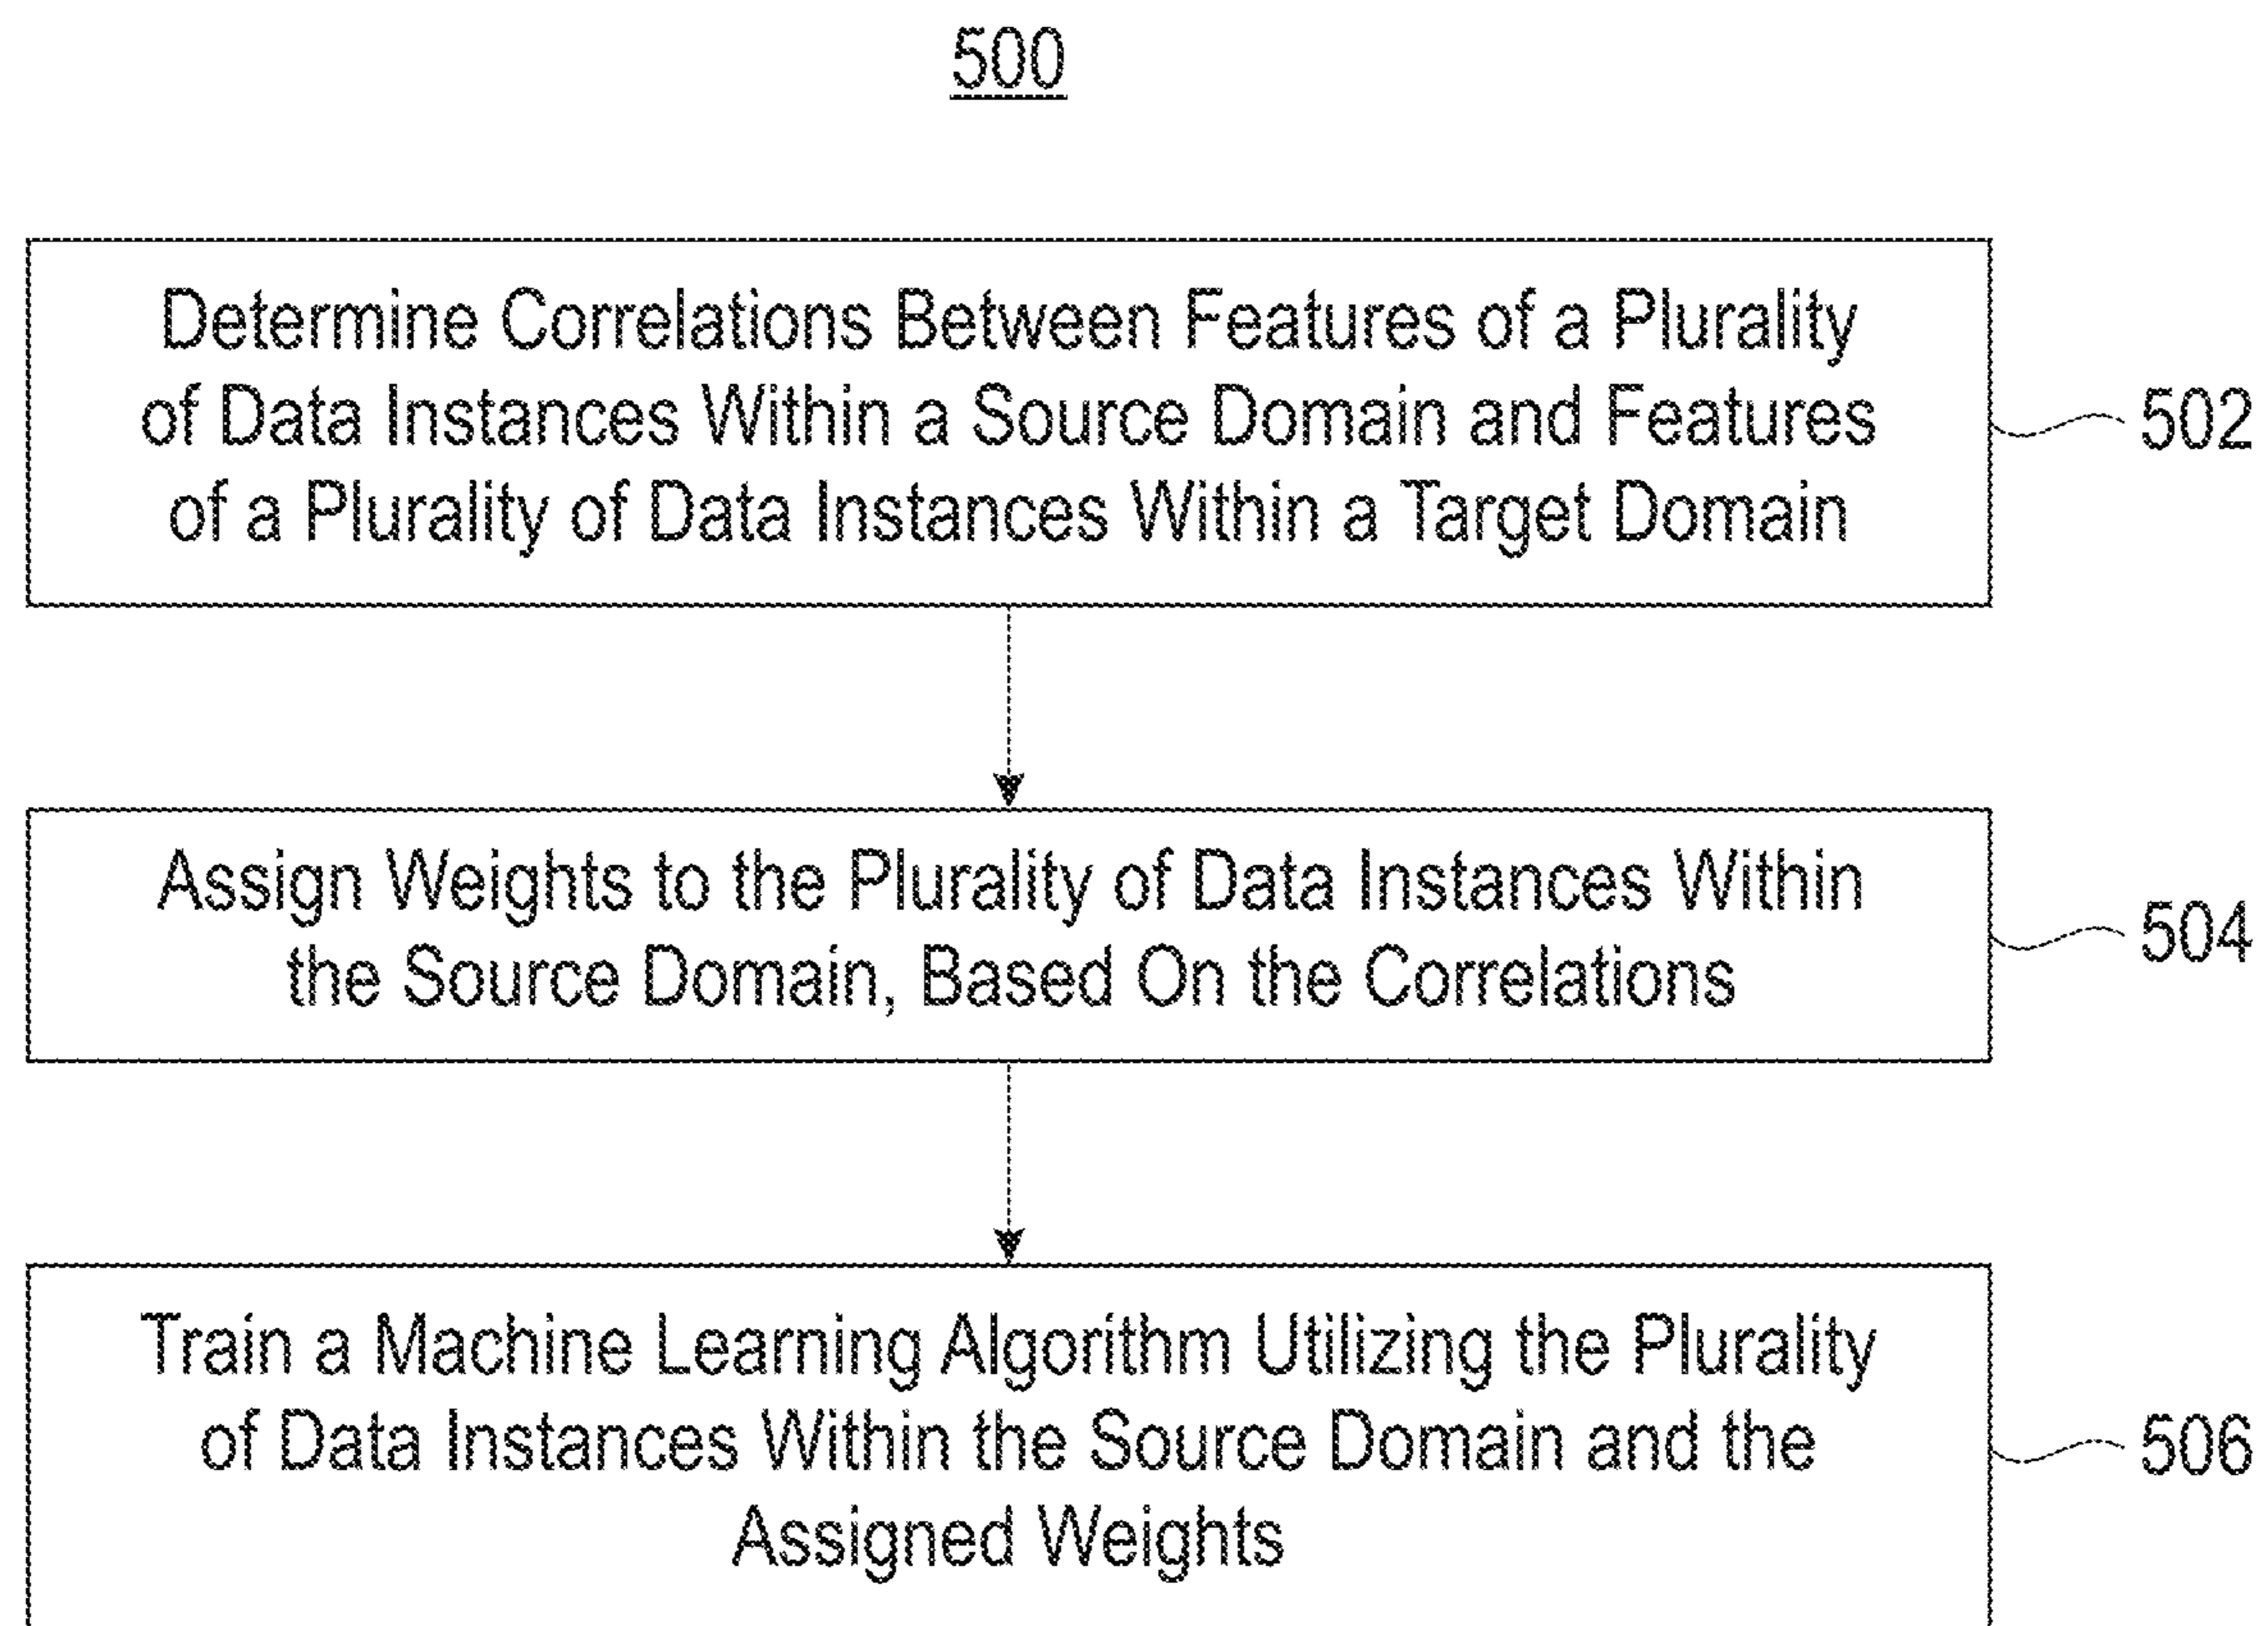 500
Determine Correlations Between Features of a Plurality
of Data Instances Within a Source Domain and Features
of a Plurality of Data Instances Within a Target Domain
502
Assign Weights to the Plurality of Data Instances Within
the Source Domain, Based On the Correlations
504
Train a Machine Learning Algorithm Utilizing the Plurality
of Data Instances Within the Source Domain and the
Assigned Weights
506